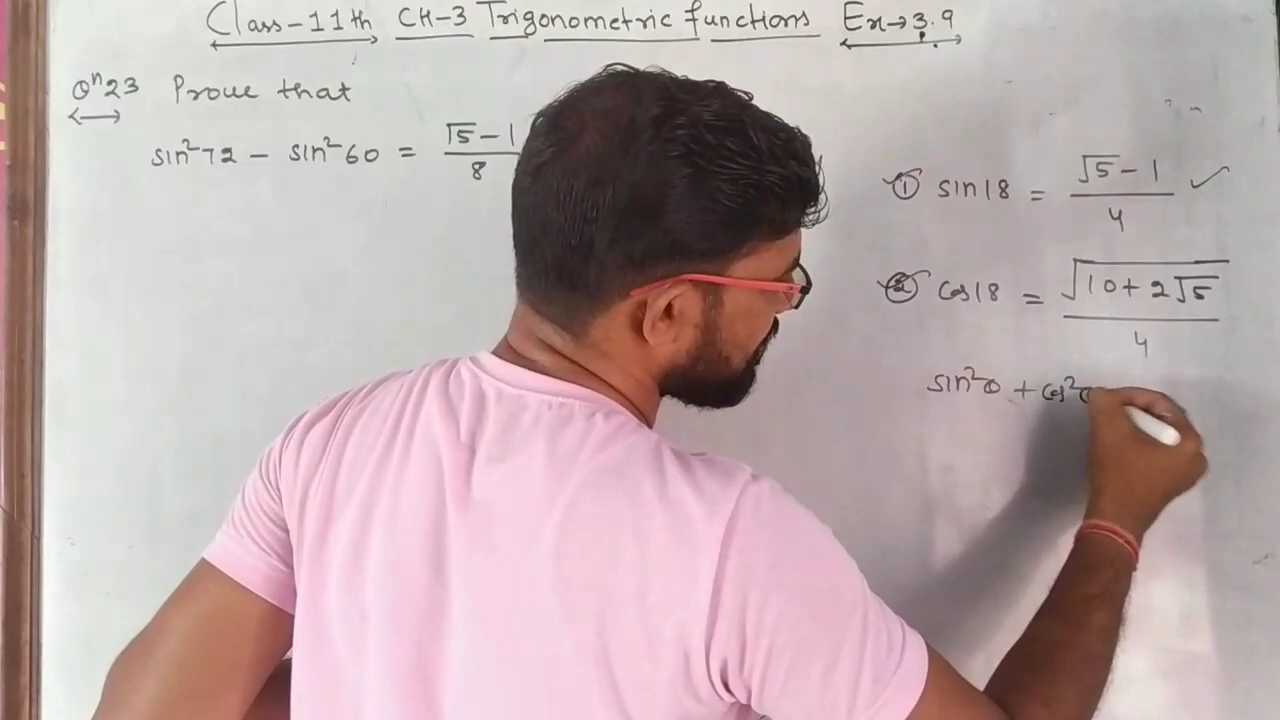 Class-11th CH-3 Trigonometric functions Ex→3.9
Qⁿ23 Prove that
sin²72 - sin²60 = √5-1/8
① sin18 = √5-1/4 ✓
② cos18 = √10+2√5/4
sin²θ + cos²